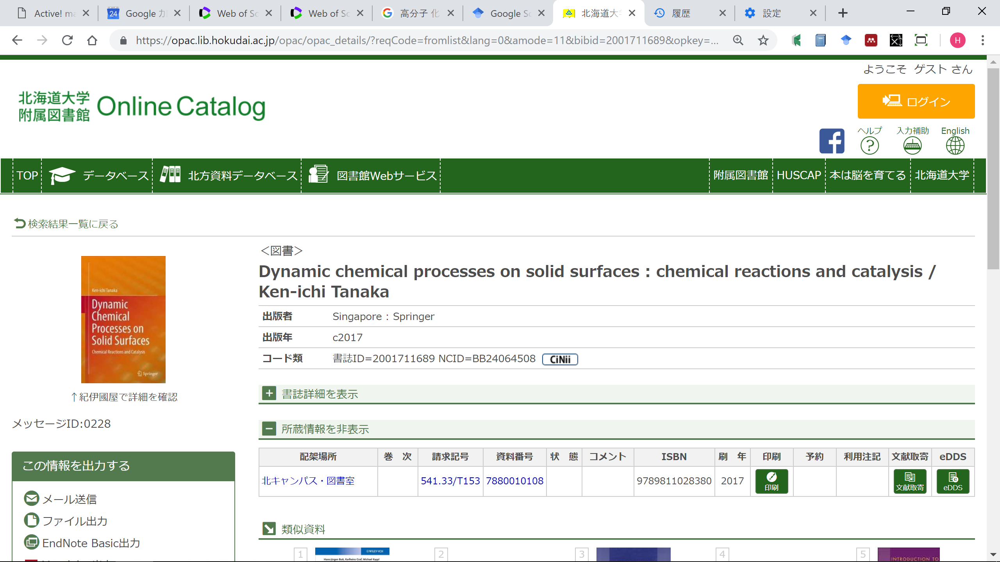 Active! ma
Google カレ
Web of Sc
Web of Sc
高分子 化
Google Sc
北海道大学
履歴
設定
https://opac.lib.hokudai.ac.jp/opac/opac_details/?reqCode=fromlist&lang=0&amode=11&bibid=2001711689&opkey=...
H
ようこそ ゲスト さん
北海道大学
附属図書館
Online Catalog
ログイン
ヘルプ
入力補助
English
TOP
データベース
北方資料データベース
図書館Webサービス
附属図書館
HUSCAP
本は脳を育てる
北海道大学
検索結果一覧に戻る
Ken-ichi Tanaka
Dynamic
Chemical
Processes on
Solid Surfaces
Chemical Reactions and Catalysis
Springer
↑紀伊國屋で詳細を確認
メッセージID:0228
この情報を出力する
メール送信
ファイル出力
EndNote Basic出力
＜図書＞
Dynamic chemical processes on solid surfaces : chemical reactions and catalysis /
Ken-ichi Tanaka
出版者 Singapore : Springer
出版年 c2017
コード類 書誌ID=2001711689 NCID=BB24064508 CiNii
書誌詳細を表示
所蔵情報を非表示
配架場所 巻 次 請求記号 資料番号 状 態 コメント ISBN 刷 年 印刷 予約 利用注記 文献取寄 eDDS
北キャンパス・図書室 541.33/T153 7880010108 9789811028380 2017 印刷 文献取寄 eDDS
類似資料
1
WILEY-VCH
Hans-Jürgen Butt, Karlheinz Graf, Michael Kappl
2
3
4
5
INTRODUCTION TO